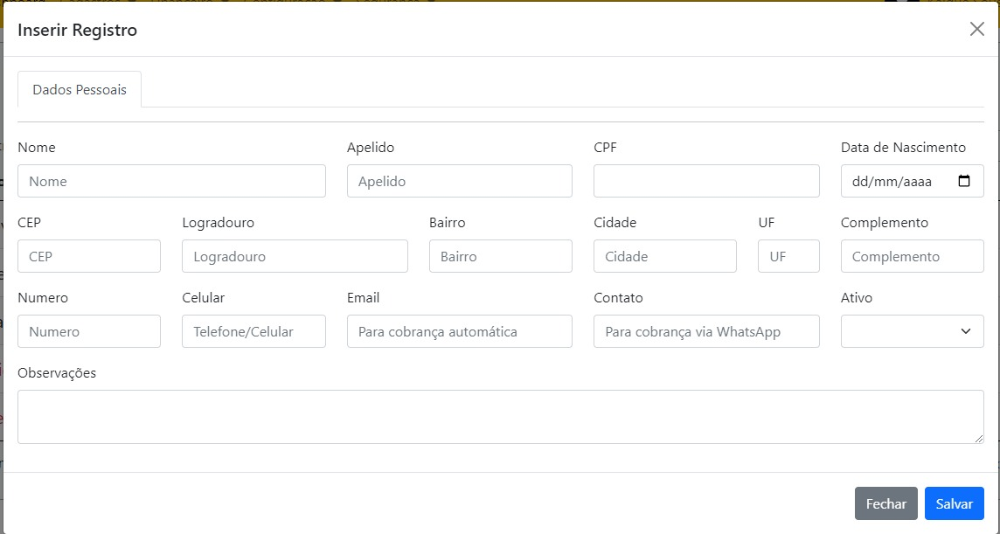 Inserir Registro
Dados Pessoais
Nome Apelido CPF Data de Nascimento
Nome Apelido dd/mm/aaaa
CEP Logradouro Bairro Cidade UF Complemento
CEP Logradouro Bairro Cidade UF Complemento
Numero Celular Email Contato Ativo
Numero Telefone/Celular Para cobrança automática Para cobrança via WhatsApp
Observações
Fechar Salvar